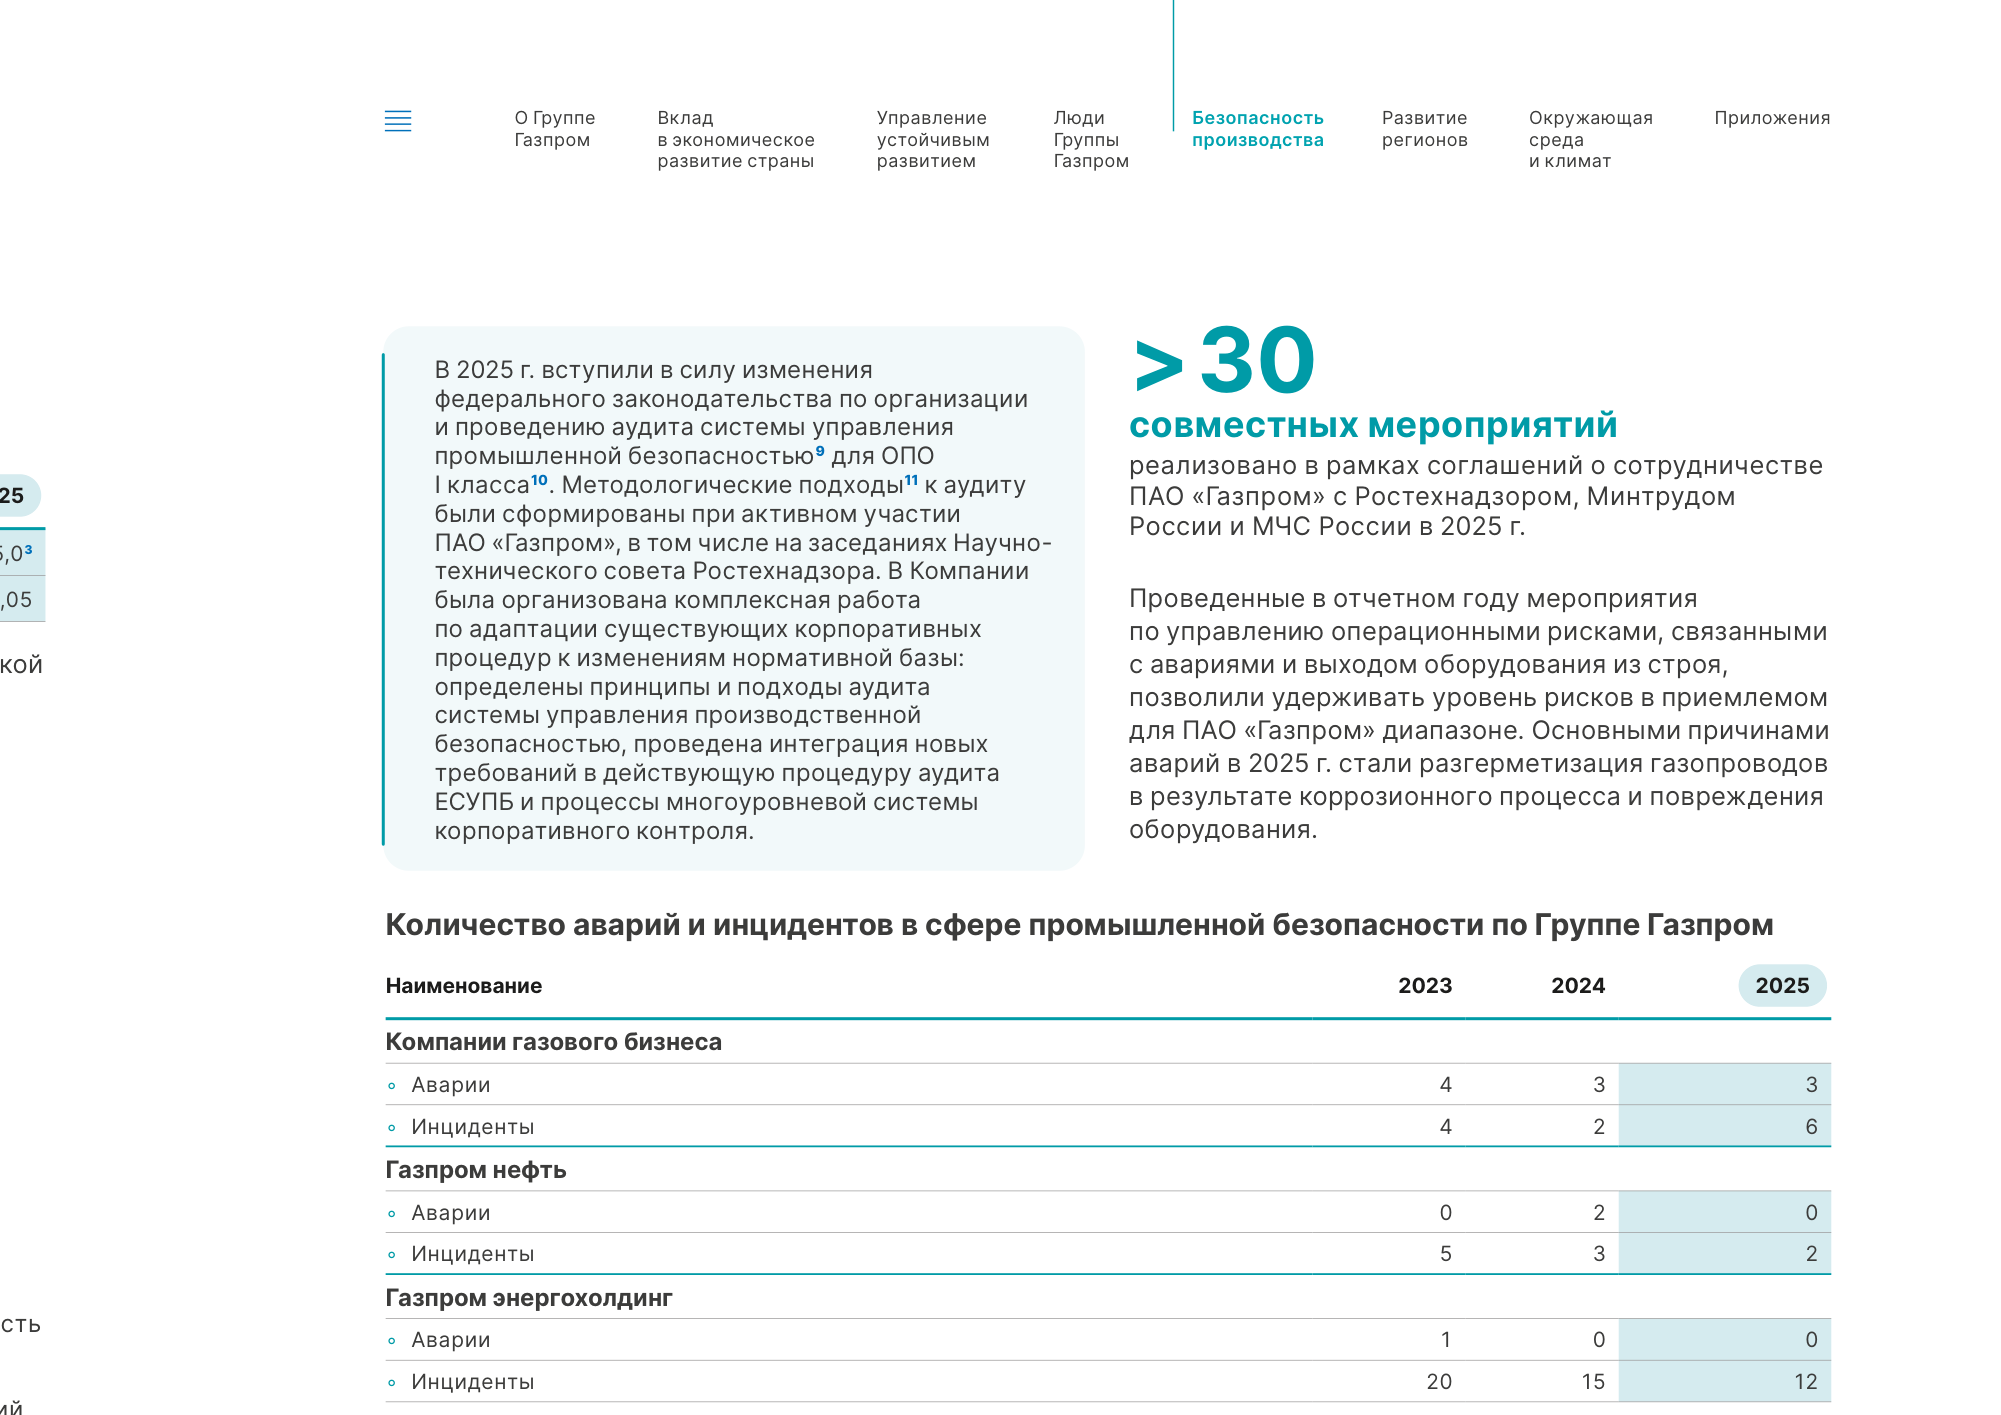 О Группе
Газпром
Вклад
в экономическое
развитие страны
Управление
устойчивым
развитием
Люди
Группы
Газпром
Безопасность
производства
Развитие
регионов
Окружающая
среда
и климат
Приложения
25
5,0³
,05
кой
сть
ий
В 2025 г. вступили в силу изменения
федерального законодательства по организации
и проведению аудита системы управления
промышленной безопасностью⁹ для ОПО
I класса¹⁰. Методологические подходы¹¹ к аудиту
были сформированы при активном участии
ПАО «Газпром», в том числе на заседаниях Научно-
технического совета Ростехнадзора. В Компании
была организована комплексная работа
по адаптации существующих корпоративных
процедур к изменениям нормативной базы:
определены принципы и подходы аудита
системы управления производственной
безопасностью, проведена интеграция новых
требований в действующую процедуру аудита
ЕСУПБ и процессы многоуровневой системы
корпоративного контроля.
> 30
совместных мероприятий
реализовано в рамках соглашений о сотрудничестве
ПАО «Газпром» с Ростехнадзором, Минтрудом
России и МЧС России в 2025 г.
Проведенные в отчетном году мероприятия
по управлению операционными рисками, связанными
с авариями и выходом оборудования из строя,
позволили удерживать уровень рисков в приемлемом
для ПАО «Газпром» диапазоне. Основными причинами
аварий в 2025 г. стали разгерметизация газопроводов
в результате коррозионного процесса и повреждения
оборудования.
Количество аварий и инцидентов в сфере промышленной безопасности по Группе Газпром
Наименование 2023 2024 2025
Компании газового бизнеса
Аварии 4 3 3
Инциденты 4 2 6
Газпром нефть
Аварии 0 2 0
Инциденты 5 3 2
Газпром энергохолдинг
Аварии 1 0 0
Инциденты 20 15 12